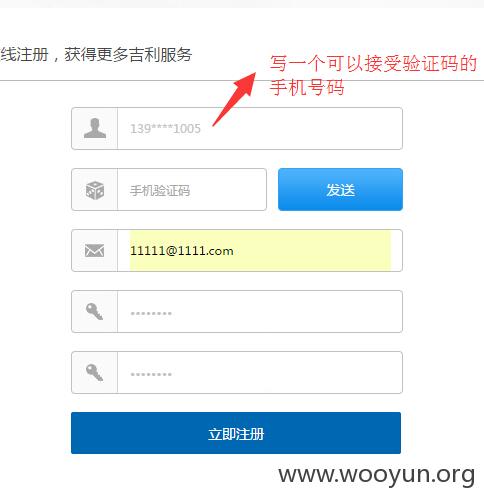 线注册，获得更多吉利服务
写一个可以接受验证码的
手机号码
139****1005
手机验证码
发送
11111@1111.com
••••••••
••••••••
立即注册
www.wooyun.org